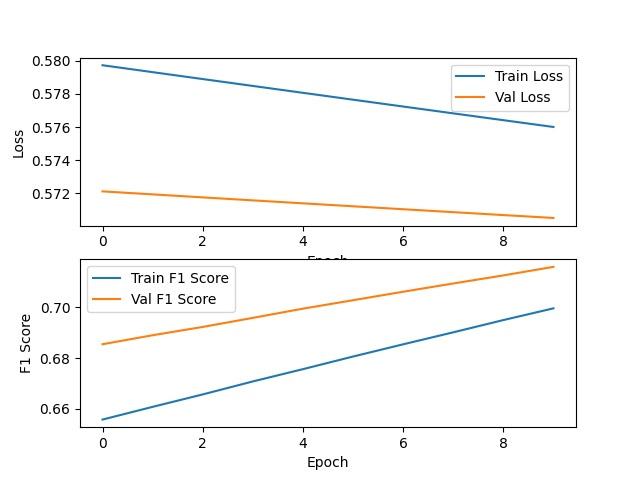 0.580
0.578
0.576
0.574
0.572
Loss
Train Loss
Val Loss
0 2 4 6 8
Epoch
Train F1 Score
Val F1 Score
0.70
0.68
0.66
F1 Score
0 2 4 6 8
Epoch